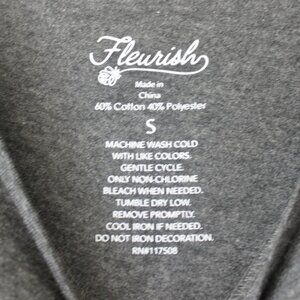 Fleurish
Made in
China
60% Cotton 40% Polyester
S
MACHINE WASH COLD
WITH LIKE COLORS.
GENTLE CYCLE.
ONLY NON-CHLORINE
BLEACH WHEN NEEDED.
TUMBLE DRY LOW.
REMOVE PROMPTLY.
COOL IRON IF NEEDED.
DO NOT IRON DECORATION.
RN#117508